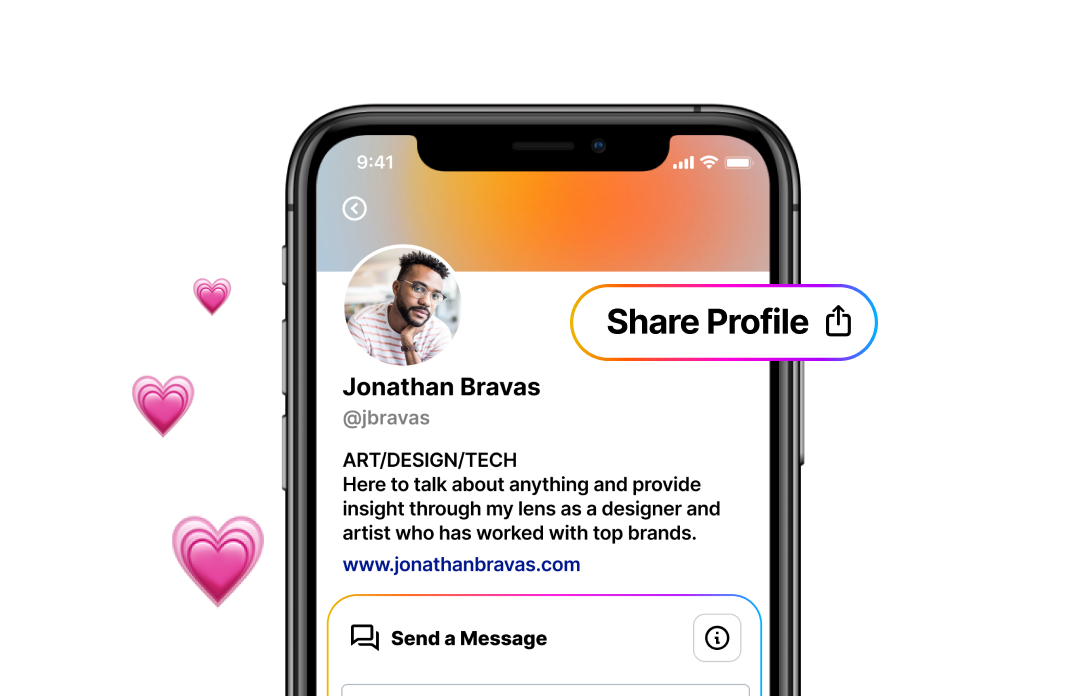 9:41
Share Profile
Jonathan Bravas
@jbravas
ART/DESIGN/TECH
Here to talk about anything and provide
insight through my lens as a designer and
artist who has worked with top brands.
www.jonathanbravas.com
Send a Message